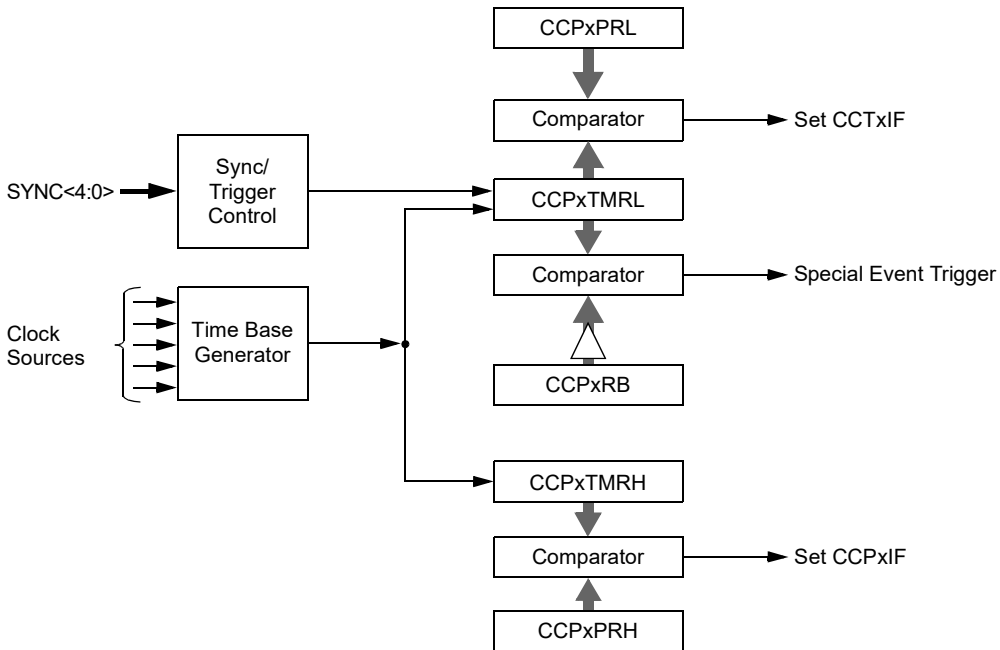 CCPxPRL
Comparator
Set CCTxIF
SYNC<4:0>
Sync/
Trigger
Control
CCPxTMRL
Comparator
Special Event Trigger
Clock
Sources
Time Base
Generator
CCPxRB
CCPxTMRH
Comparator
Set CCPxIF
CCPxPRH